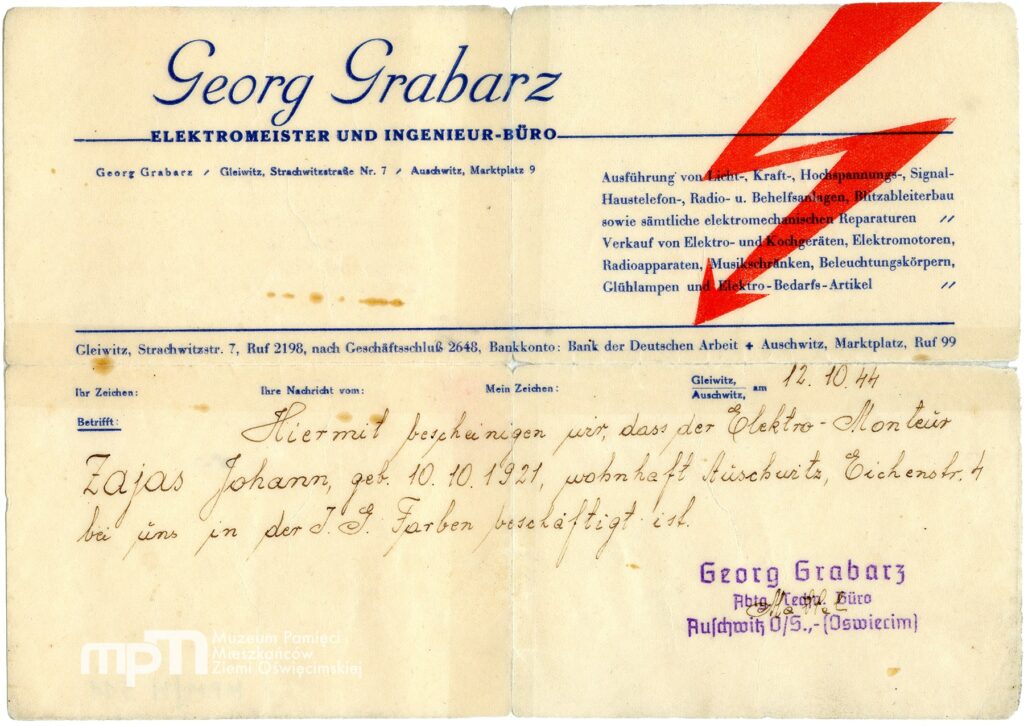 Georg Grabarz
ELEKTROMEISTER UND INGENIEUR-BÜRO
Georg Grabarz / Gleiwitz, Strachwitzstraße Nr. 7 / Auschwitz, Marktplatz 9
Ausführung von Licht-, Kraft-, Hochspannungs-, Signal-
Haustelefon-, Radio- u. Behelfsanlagen, Blitzableiterbau
sowie sämtliche elektromechanischen Reparaturen //
Verkauf von Elektro- und Kochgeräten, Elektromotoren,
Radioapparaten, Musikschränken, Beleuchtungskörpern,
Glühlampen und Elektro-Bedarfs-Artikel //
Gleiwitz, Strachwitzstr. 7, Ruf 2198, nach Geschäftsschluß 2648, Bankkonto: Bank der Deutschen Arbeit + Auschwitz, Marktplatz, Ruf 99
Ihr Zeichen: Ihre Nachricht vom: Mein Zeichen: Gleiwitz, Auschwitz, am 12.10.44
Betrifft:
Hiermit bescheinigen wir, dass der Elektro-Monteur
Zajas Johann, geb. 10.10.1921, wohnhaft Auschwitz, Eichenstr. 4
bei uns in der I. G. Farben beschäftigt ist.
Georg Grabarz
Abtg. Techn. Büro
Auschwitz O/S.,-(Oswiecim)
mpm Muzeum Pamięci
Mieszkańców
Ziemi Oświęcimskiej